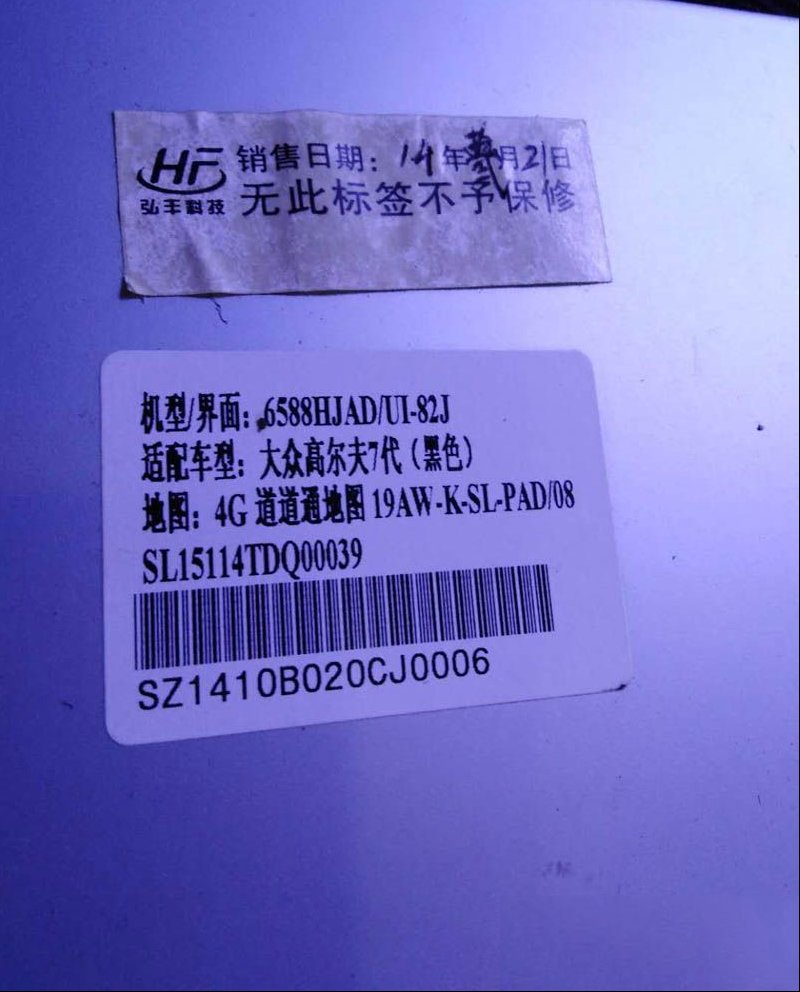 HF 销售日期：14年 月21日
弘丰科技 无此标签不予保修
机型/界面：6588HJAD/UI-82J
适配车型：大众高尔夫7代（黑色）
地图：4G 道道通地图 19AW-K-SL-PAD/08
SL15114TDQ00039
SZ1410B020CJ0006